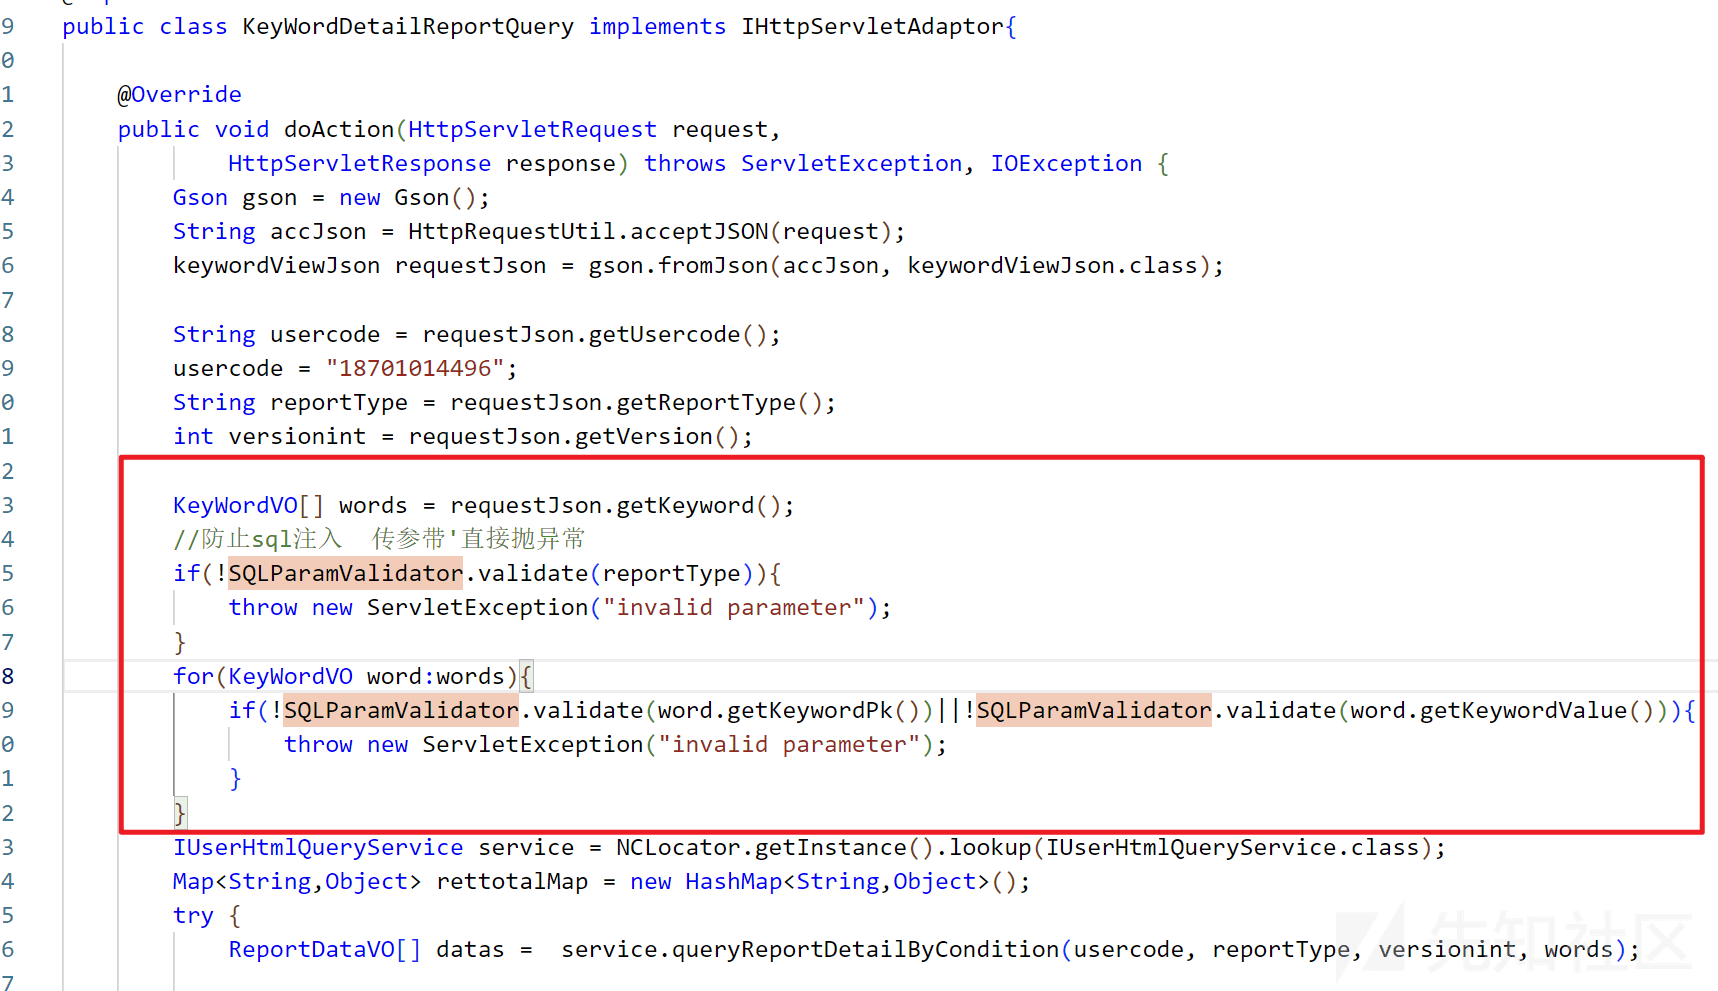 9 public class KeyWordDetailReportQuery implements IHttpServletAdaptor{
0
1 @Override
2 public void doAction(HttpServletRequest request,
3 HttpServletResponse response) throws ServletException, IOException {
4 Gson gson = new Gson();
5 String accJson = HttpRequestUtil.acceptJSON(request);
6 keywordViewJson requestJson = gson.fromJson(accJson, keywordViewJson.class);
7
8 String usercode = requestJson.getUsercode();
9 usercode = "18701014496";
0 String reportType = requestJson.getReportType();
1 int versionint = requestJson.getVersion();
2
3 KeyWordVO[] words = requestJson.getKeyword();
4 //防止sql注入  传参带'直接抛异常
5 if(!SQLParamValidator.validate(reportType)){
6 throw new ServletException("invalid parameter");
7 }
8 for(KeyWordVO word:words){
9 if(!SQLParamValidator.validate(word.getKeywordPk())||!SQLParamValidator.validate(word.getKeywordValue())){
0 throw new ServletException("invalid parameter");
1 }
2 }
3 IUserHtmlQueryService service = NCLocator.getInstance().lookup(IUserHtmlQueryService.class);
4 Map<String,Object> rettotalMap = new HashMap<String,Object>();
5 try {
6 ReportDataVO[] datas =  service.queryReportDetailByCondition(usercode, reportType, versionint, words);
7
先知社区